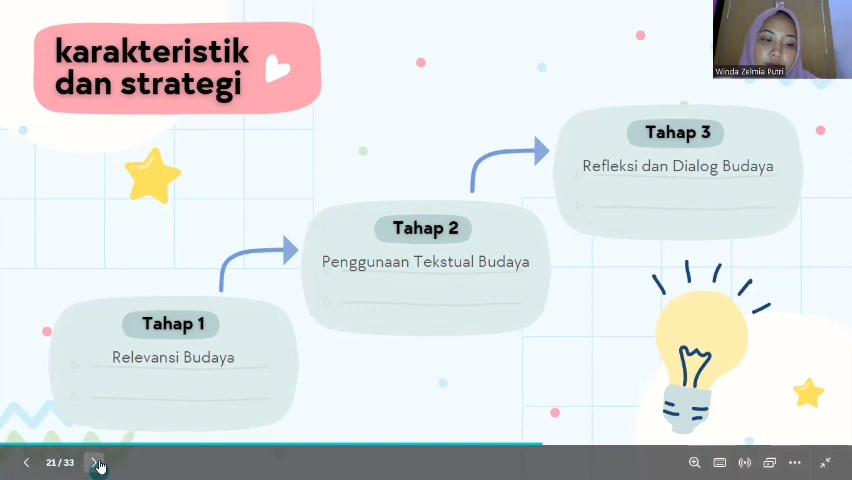 karakteristik
dan strategi
Winda Zelmia Putri
Tahap 3
Refleksi dan Dialog Budaya
Tahap 2
Penggunaan Tekstual Budaya
Tahap 1
Relevansi Budaya
21 / 33